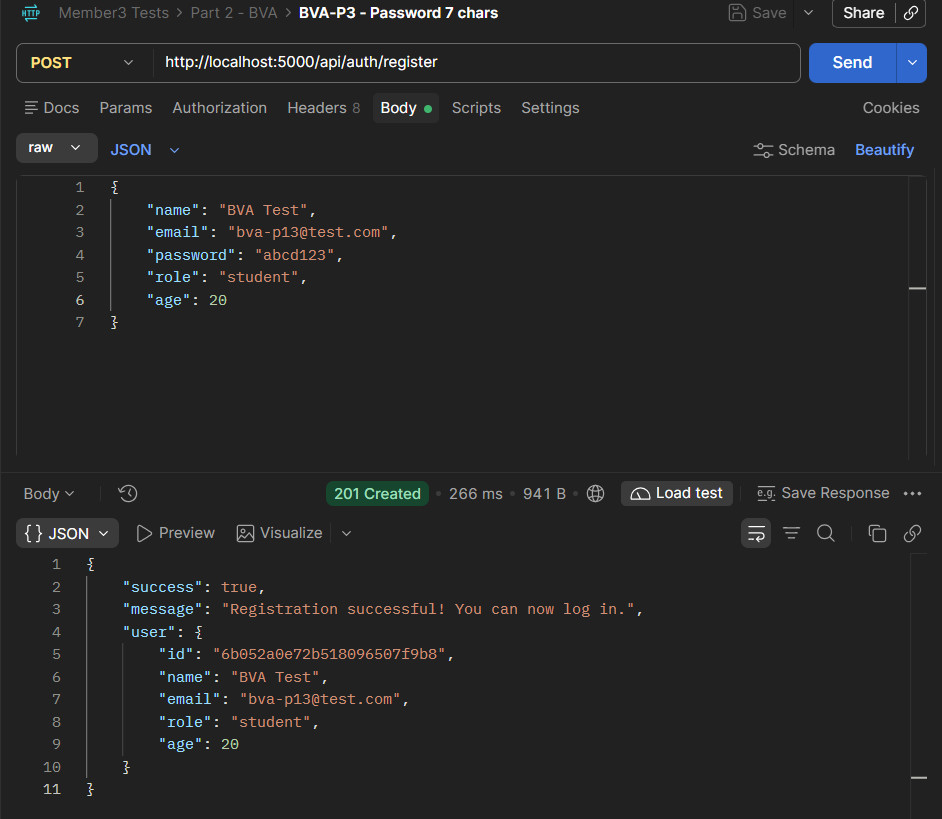 HTTP Member3 Tests > Part 2 - BVA > BVA-P3 - Password 7 chars Save Share
POST http://localhost:5000/api/auth/register Send
Docs Params Authorization Headers 8 Body Scripts Settings Cookies
raw JSON Schema Beautify
1 {
2 "name": "BVA Test",
3 "email": "bva-p13@test.com",
4 "password": "abcd123",
5 "role": "student",
6 "age": 20
7 }
Body 201 Created • 266 ms • 941 B • Load test e.g. Save Response
{} JSON Preview Visualize
1 {
2 "success": true,
3 "message": "Registration successful! You can now log in.",
4 "user": {
5 "id": "6b052a0e72b518096507f9b8",
6 "name": "BVA Test",
7 "email": "bva-p13@test.com",
8 "role": "student",
9 "age": 20
10 }
11 }